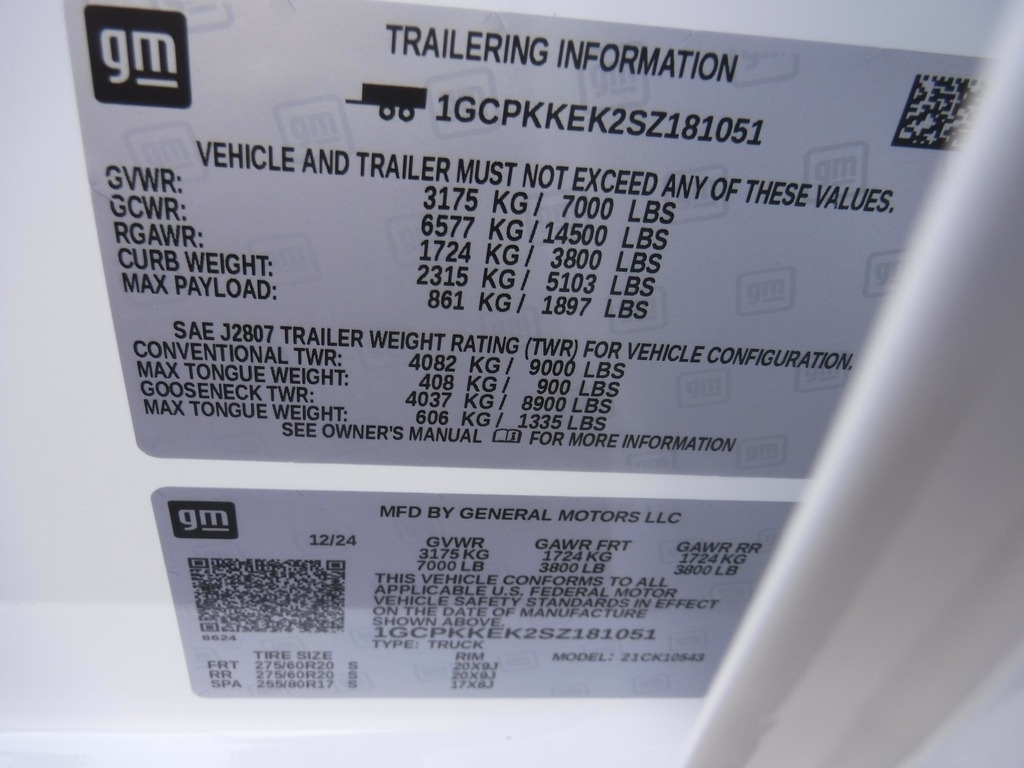 gm
TRAILERING INFORMATION
1GCPKKEK2SZ181051
VEHICLE AND TRAILER MUST NOT EXCEED ANY OF THESE VALUES.
GVWR: 3175 KG / 7000 LBS
GCWR: 6577 KG / 14500 LBS
RGAWR: 1724 KG / 3800 LBS
CURB WEIGHT: 2315 KG / 5103 LBS
MAX PAYLOAD: 861 KG / 1897 LBS
SAE J2807 TRAILER WEIGHT RATING (TWR) FOR VEHICLE CONFIGURATION.
CONVENTIONAL TWR: 4082 KG / 9000 LBS
MAX TONGUE WEIGHT: 408 KG / 900 LBS
GOOSENECK TWR: 4037 KG / 8900 LBS
MAX TONGUE WEIGHT: 606 KG / 1335 LBS
SEE OWNER'S MANUAL FOR MORE INFORMATION
gm
MFD BY GENERAL MOTORS LLC
12/24 GVWR GAWR FRT GAWR RR
3175 KG 1724 KG 1724 KG
7000 LB 3800 LB 3800 LB
THIS VEHICLE CONFORMS TO ALL
APPLICABLE U.S. FEDERAL MOTOR
VEHICLE SAFETY STANDARDS IN EFFECT
ON THE DATE OF MANUFACTURE
SHOWN ABOVE.
1GCPKKEK2SZ181051
8624
TYPE: TRUCK MODEL: 21CK10543
TIRE SIZE RIM
FRT 275/60R20 S 20X9J
RR 275/60R20 S 20X9J
SPA 255/80R17 S 17X8J